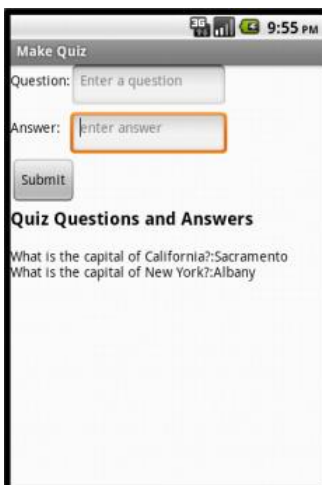 3G 9:55 PM
Make Quiz
Question: Enter a question
Answer: enter answer
Submit
Quiz Questions and Answers
What is the capital of California?:Sacramento
What is the capital of New York?:Albany